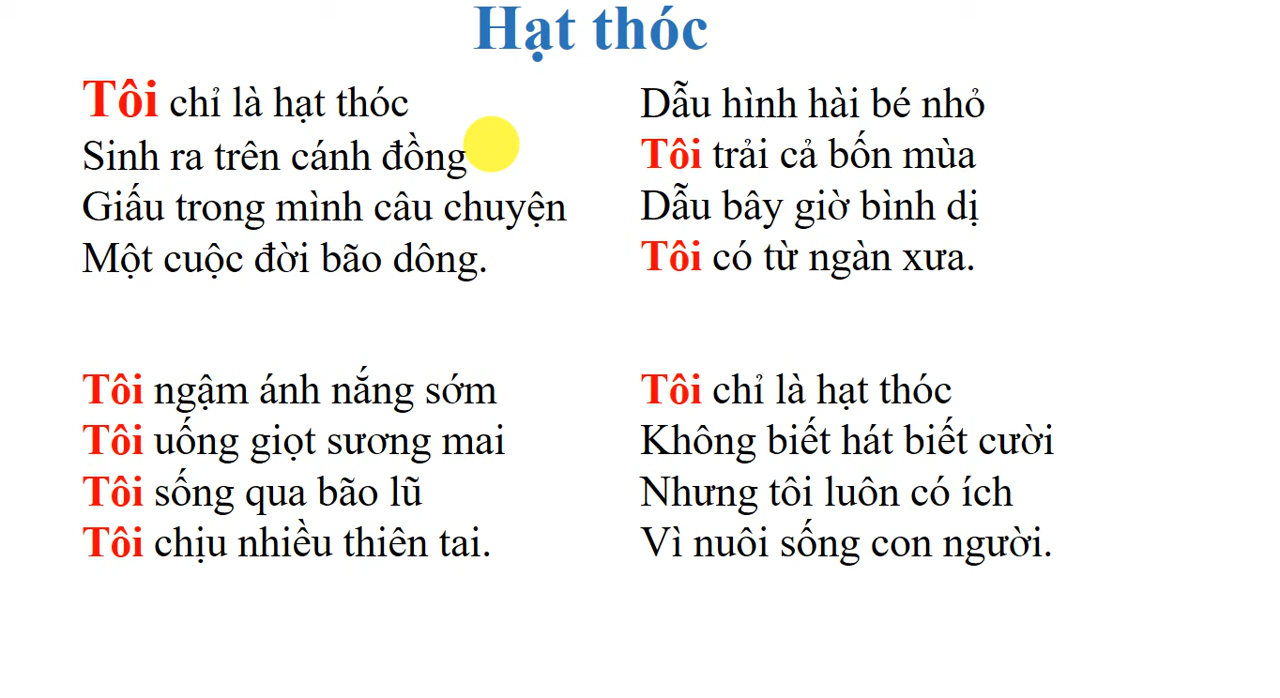 Hạt thóc
Tôi chỉ là hạt thóc
Sinh ra trên cánh đồng
Giấu trong mình câu chuyện
Một cuộc đời bão dông.
Tôi ngậm ánh nắng sớm
Tôi uống giọt sương mai
Tôi sống qua bão lũ
Tôi chịu nhiều thiên tai.
Dẫu hình hài bé nhỏ
Tôi trải cả bốn mùa
Dẫu bây giờ bình dị
Tôi có từ ngàn xưa.
Tôi chỉ là hạt thóc
Không biết hát biết cười
Nhưng tôi luôn có ích
Vì nuôi sống con người.